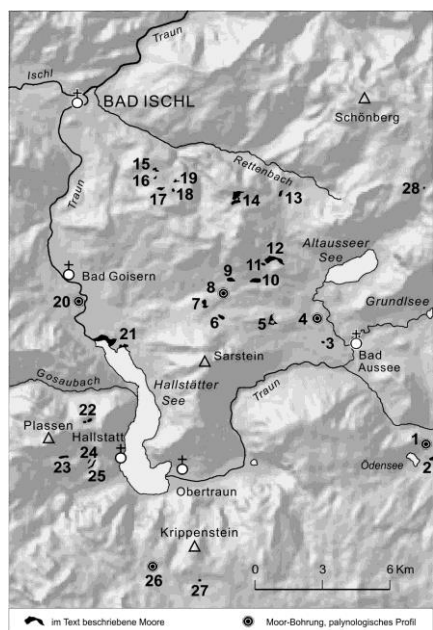 Traun
Ischl
BAD ISCHL
Schönberg
Rettenbach
15
16
19
17
18
14
13
28
Traun
Altausseer
See
12
11
Bad Goisern
9
10
Grundlsee
8
20
7
4
6
5
3
21
Bad
Aussee
Sarstein
Gosaubach
Hallstätter
See
Traun
22
Plassen
Hallstatt
24
23
25
1
2
Ödensee
Obertraun
Krippenstein
26
27
0
3
6 Km
im Text beschriebene Moore
Moor-Bohrung, palynologisches Profil